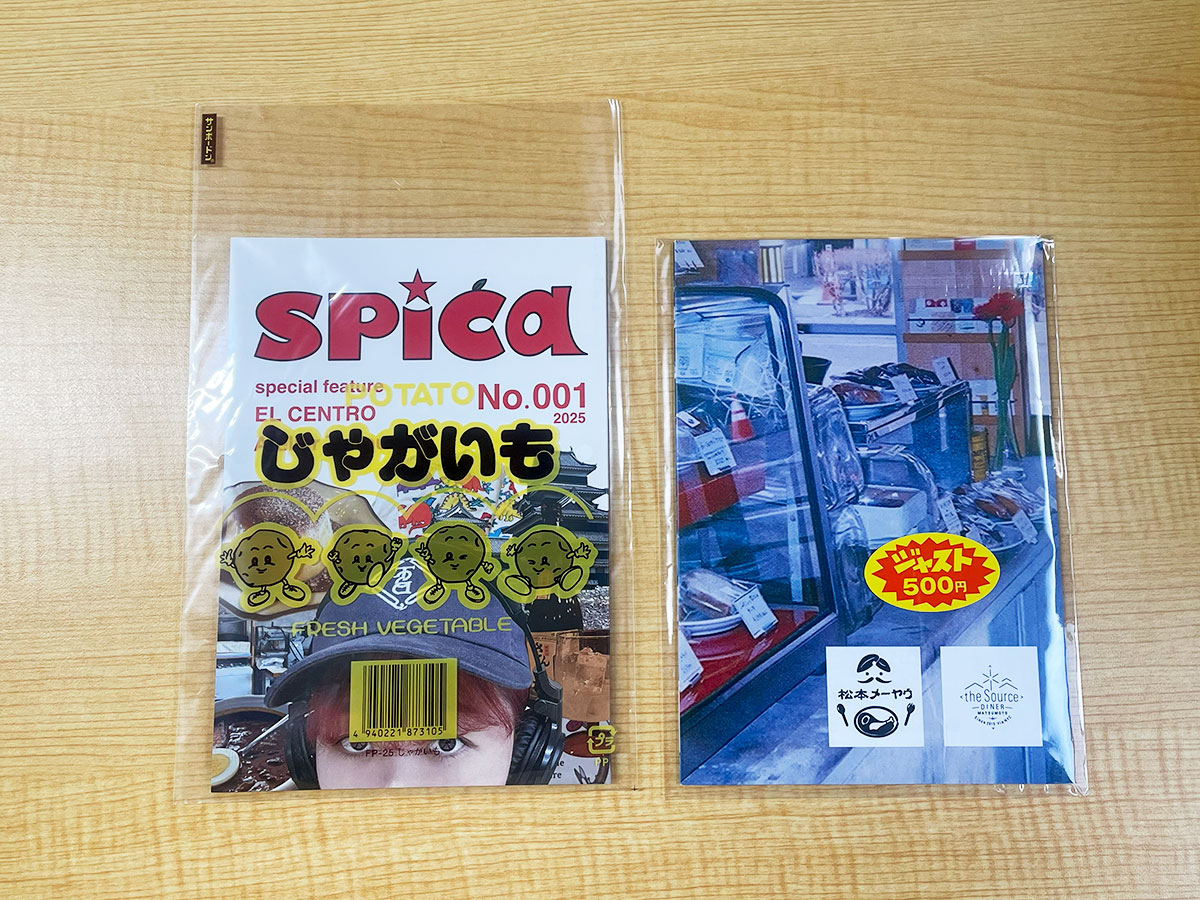 サンボードン
SPiCa
special feature
POTATO
No.001
EL CENTRO
2025
じゃがいも
FRESH VEGETABLE
4 940221 873105
FP-25 じゃがいも
PP
ジャスト
500円
松本メーヤウ
the Source
DINER
MATSUMOTO